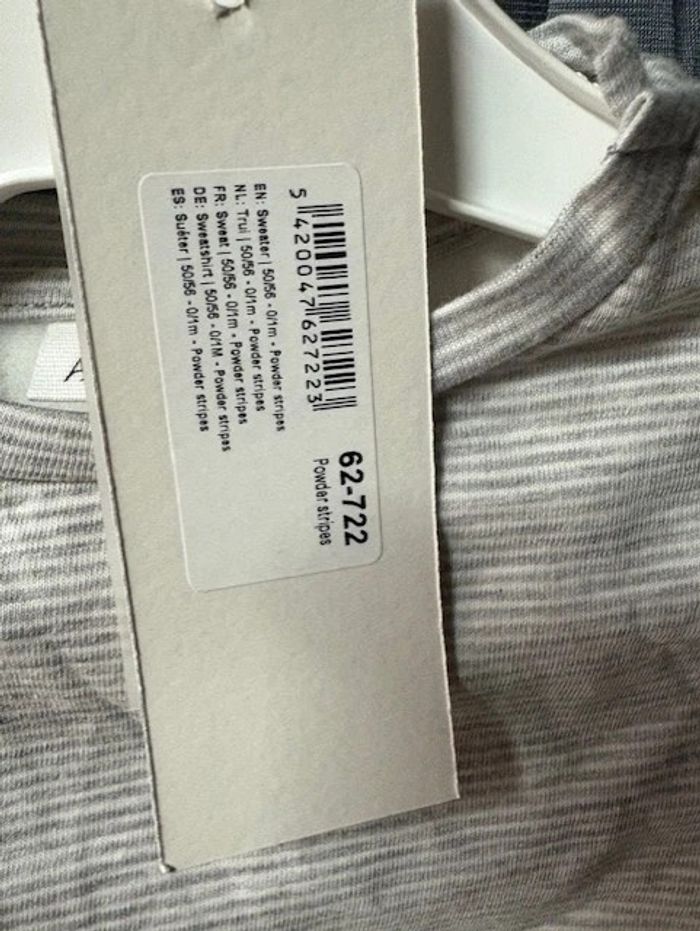 62-722
Powder stripes
5 420047 627223
EN: Sweater | 50/56 - 0/1m - Powder stripes
NL: Trui | 50/56 - 0/1m - Powder stripes
FR: Sweat | 50/56 - 0/1m - Powder stripes
DE: Sweatshirt | 50/56 - 0/1M - Powder stripes
ES: Suéter | 50/56 - 0/1m - Powder stripes